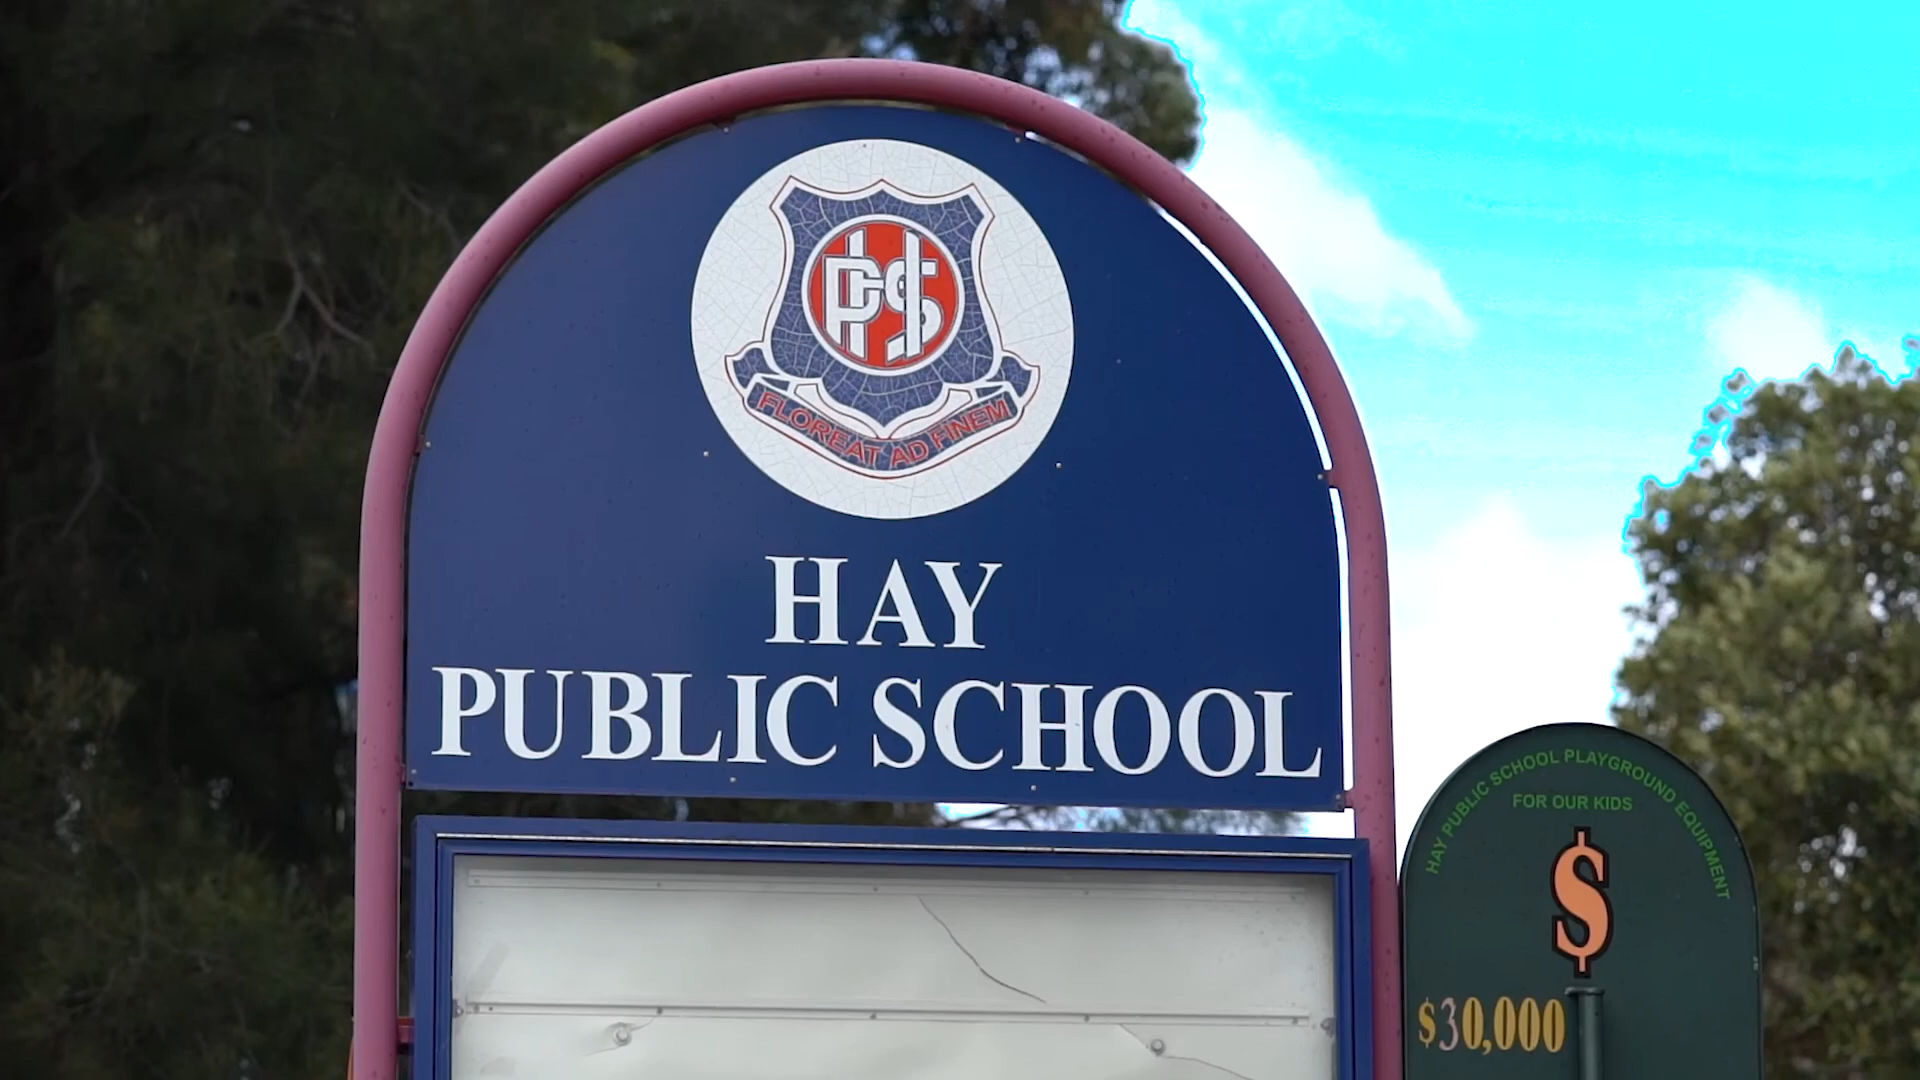 HPS
FLOREAT AD FINEM
HAY
PUBLIC SCHOOL
HAY PUBLIC SCHOOL PLAYGROUND EQUIPMENT
FOR OUR KIDS
$
$30,000